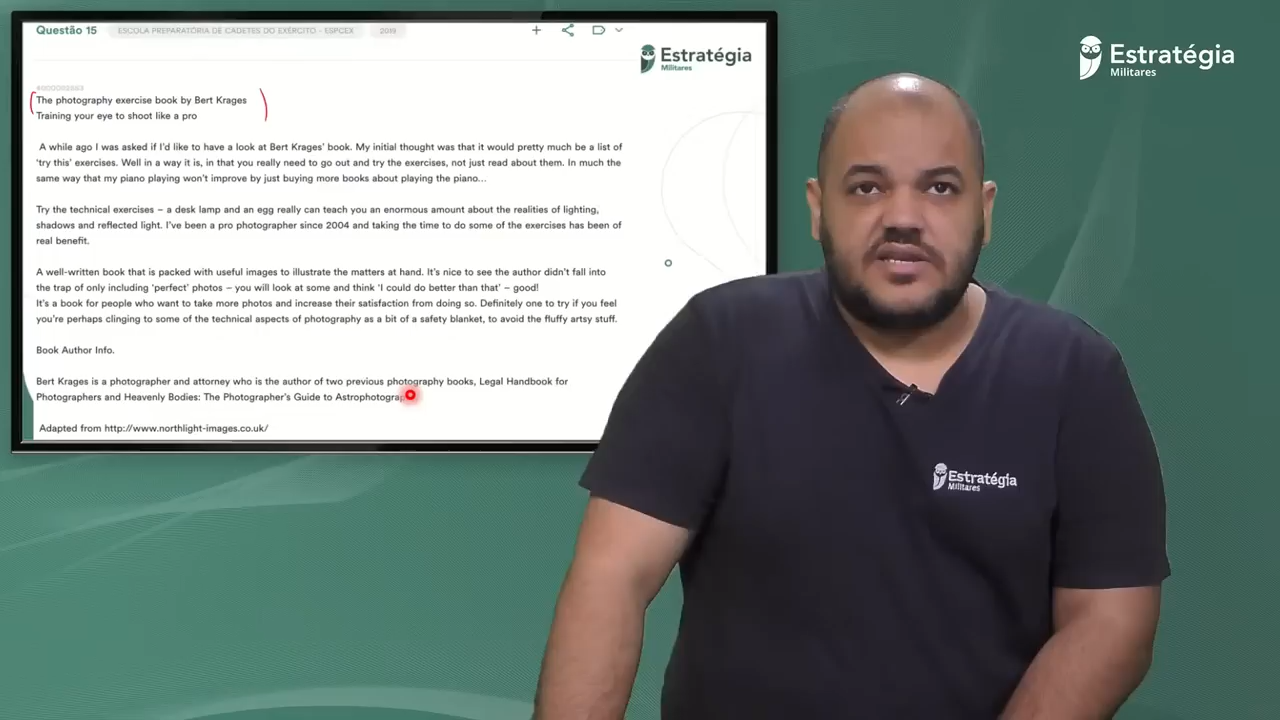 Questão 15
ESCOLA PREPARATÓRIA DE CADETES DO EXÉRCITO - ESPCEX
2019
Estratégia
Militares
The photography exercise book by Bert Krages
Training your eye to shoot like a pro
A while ago I was asked if I'd like to have a look at Bert Krages' book. My initial thought was that it would pretty much be a list of
'try this' exercises. Well in a way it is, in that you really need to go out and try the exercises, not just read about them. In much the
same way that my piano playing won't improve by just buying more books about playing the piano...
Try the technical exercises – a desk lamp and an egg really can teach you an enormous amount about the realities of lighting,
shadows and reflected light. I've been a pro photographer since 2004 and taking the time to do some of the exercises has been of
real benefit.
A well-written book that is packed with useful images to illustrate the matters at hand. It's nice to see the author didn't fall into
the trap of only including 'perfect' photos – you will look at some and think 'I could do better than that' – good!
It's a book for people who want to take more photos and increase their satisfaction from doing so. Definitely one to try if you feel
you're perhaps clinging to some of the technical aspects of photography as a bit of a safety blanket, to avoid the fluffy artsy stuff.
Book Author Info.
Bert Krages is a photographer and attorney who is the author of two previous photography books, Legal Handbook for
Photographers and Heavenly Bodies: The Photographer's Guide to
Adapted from http://www.northlight-images.co.uk/
Estratégia
Militares
Estratégia
Militares